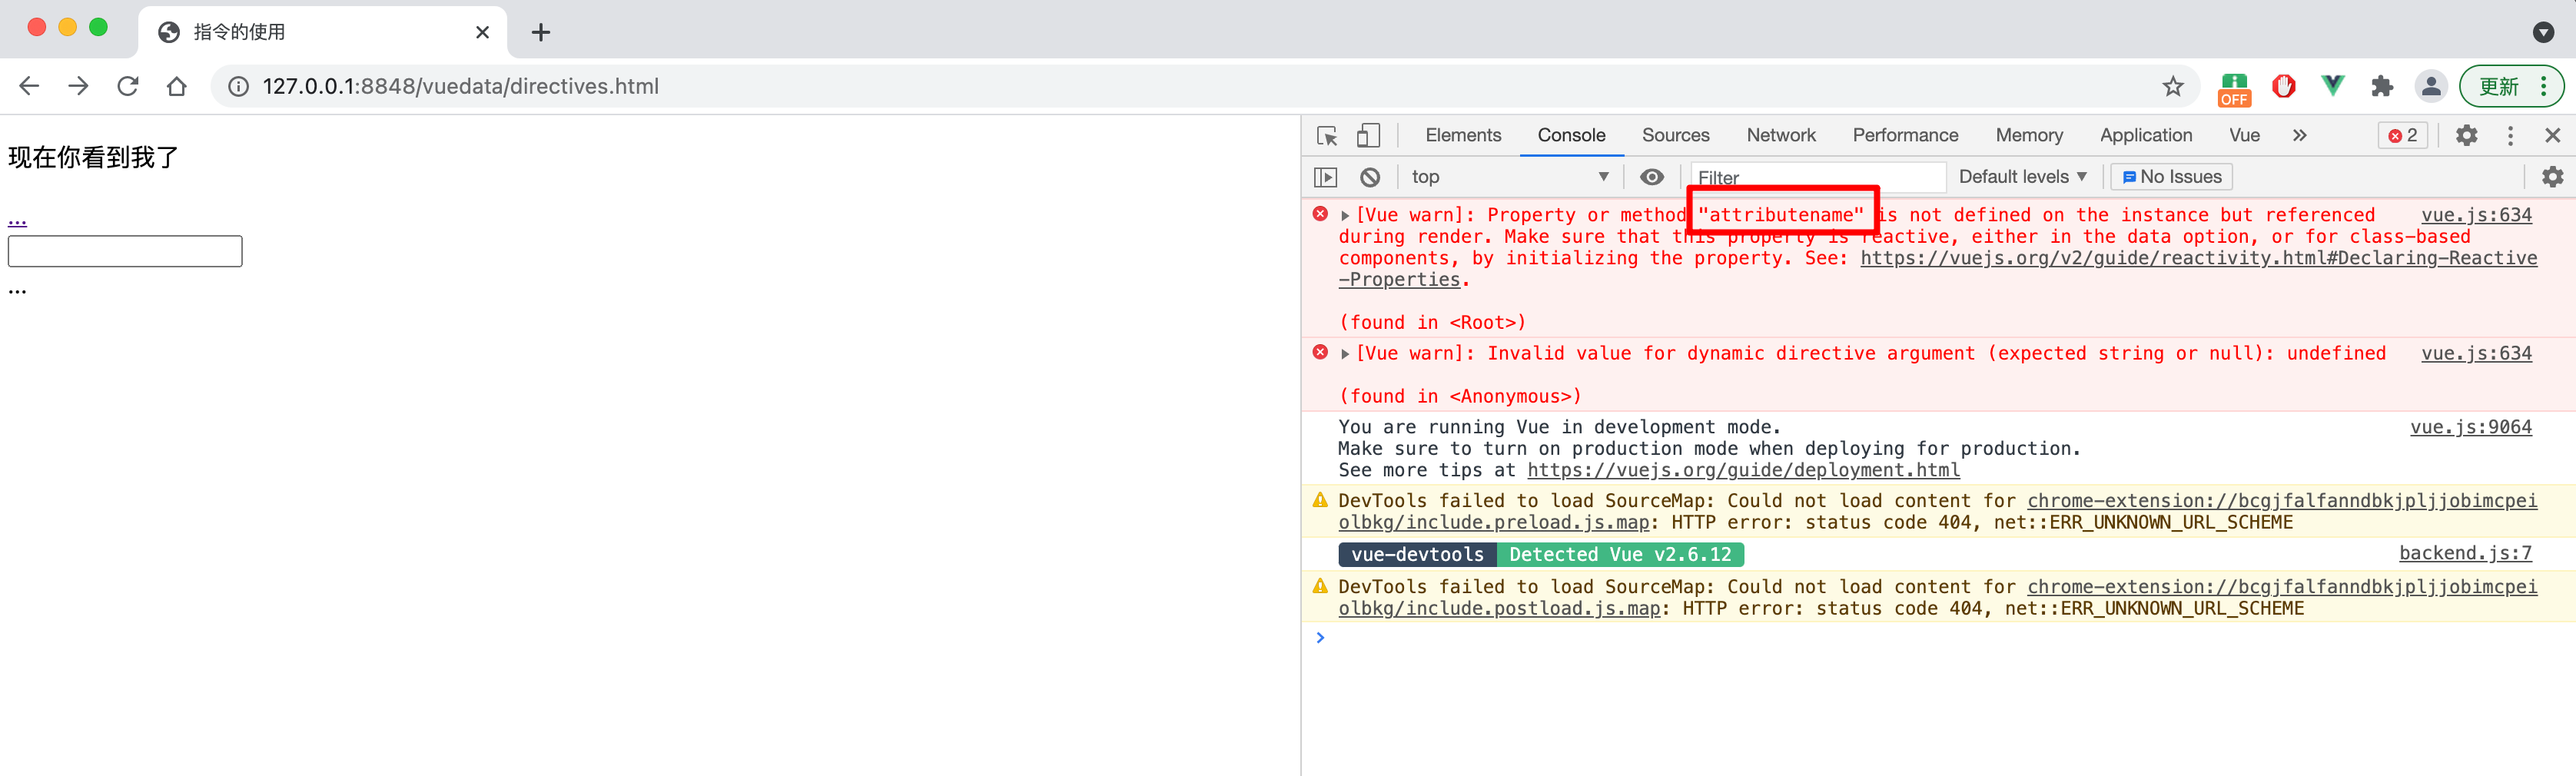 指令的使用
127.0.0.1:8848/vuedata/directives.html
OFF
更新
现在你看到我了
...
...
Elements Console Sources Network Performance Memory Application Vue » 2
top Filter Default levels ▼ No Issues
[Vue warn]: Property or method "attributename" is not defined on the instance but referenced vue.js:634
during render. Make sure that this property is reactive, either in the data option, or for class-based
components, by initializing the property. See: https://vuejs.org/v2/guide/reactivity.html#Declaring-Reactive
-Properties.
(found in <Root>)
[Vue warn]: Invalid value for dynamic directive argument (expected string or null): undefined vue.js:634
(found in <Anonymous>)
You are running Vue in development mode. vue.js:9064
Make sure to turn on production mode when deploying for production.
See more tips at https://vuejs.org/guide/deployment.html
DevTools failed to load SourceMap: Could not load content for chrome-extension://bcgjfalfanndbkjpljjobimcpei
olbkg/include.preload.js.map: HTTP error: status code 404, net::ERR_UNKNOWN_URL_SCHEME
vue-devtools Detected Vue v2.6.12 backend.js:7
DevTools failed to load SourceMap: Could not load content for chrome-extension://bcgjfalfanndbkjpljjobimcpei
olbkg/include.postload.js.map: HTTP error: status code 404, net::ERR_UNKNOWN_URL_SCHEME